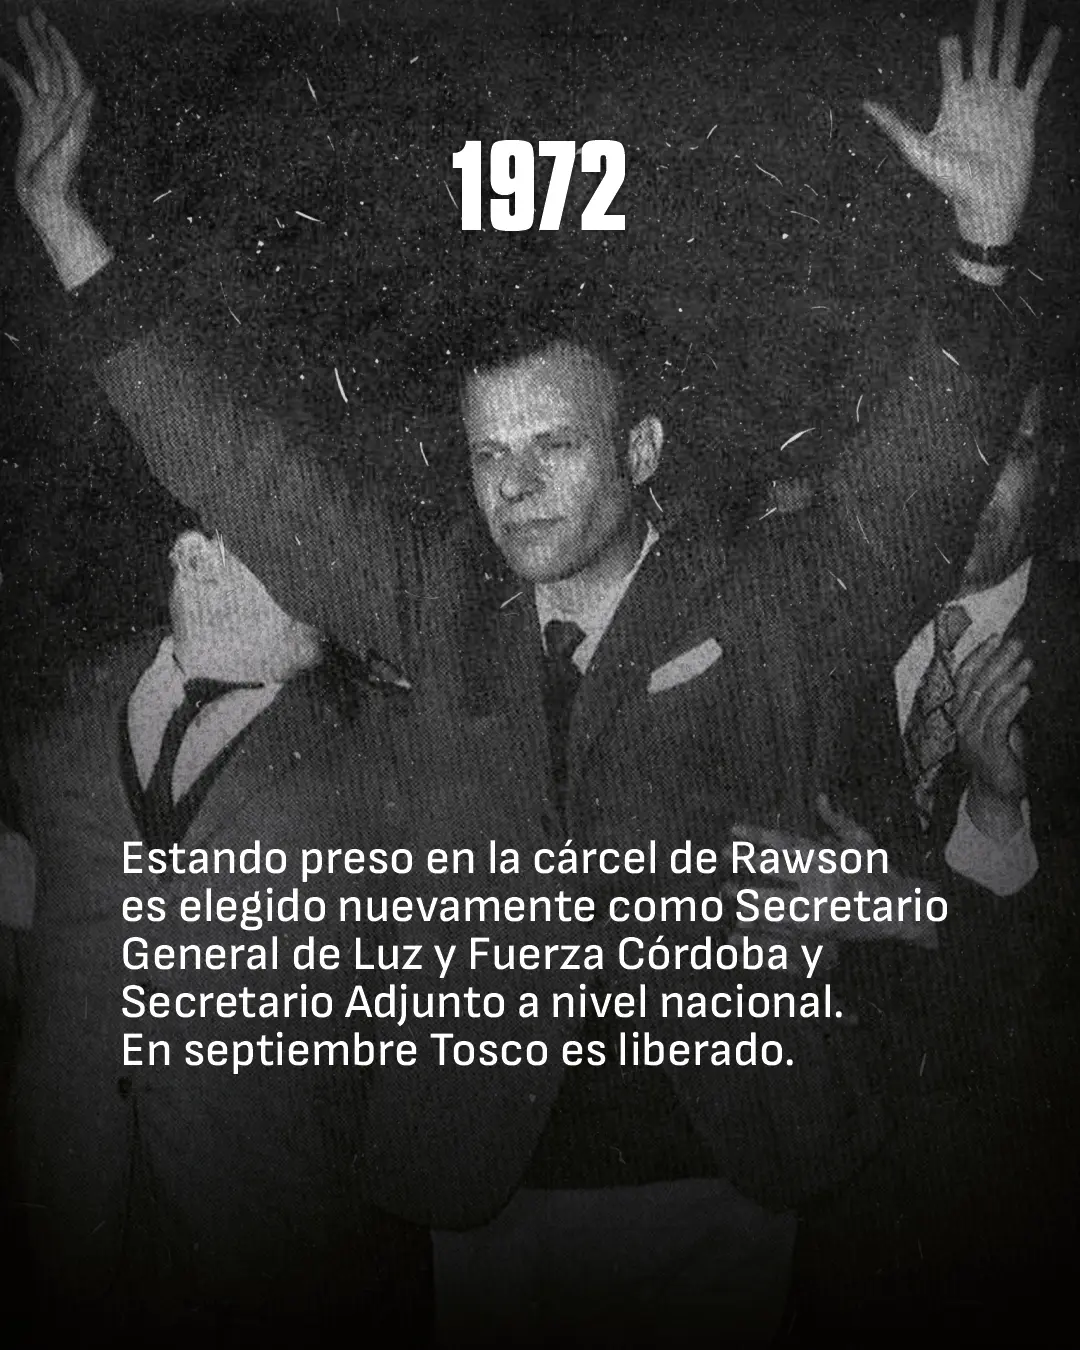 1972
Estando preso en la cárcel de Rawson
es elegido nuevamente como Secretario
General de Luz y Fuerza Córdoba y
Secretario Adjunto a nivel nacional.
En septiembre Tosco es liberado.